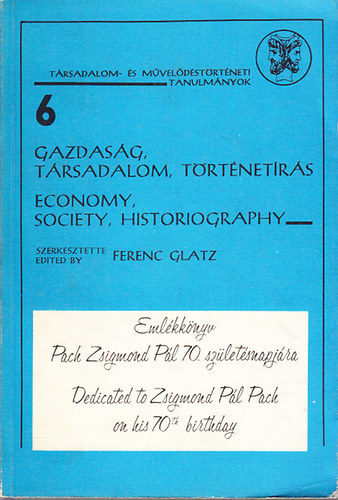 TÁRSADALOM- ÉS MŰVELŐDÉSTÖRTÉNETI
TANULMÁNYOK
6
GAZDASÁG,
TÁRSADALOM, TÖRTÉNETÍRÁS
ECONOMY,
SOCIETY, HISTORIOGRAPHY
SZERKESZTETTE
EDITED BY FERENC GLATZ
Emlékkönyv
Pach Zsigmond Pál 70. születésnapjára
Dedicated to Zsigmond Pál Pach
on his 70th birthday